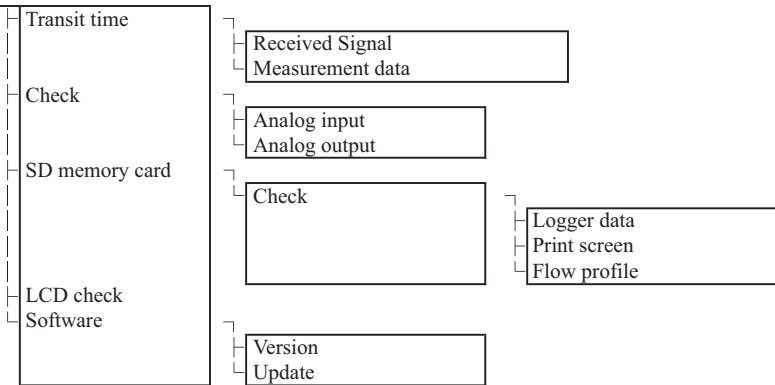 Transit time
Received Signal
Measurement data
Check
Analog input
Analog output
SD memory card
Check
Logger data
Print screen
Flow profile
LCD check
Software
Version
Update